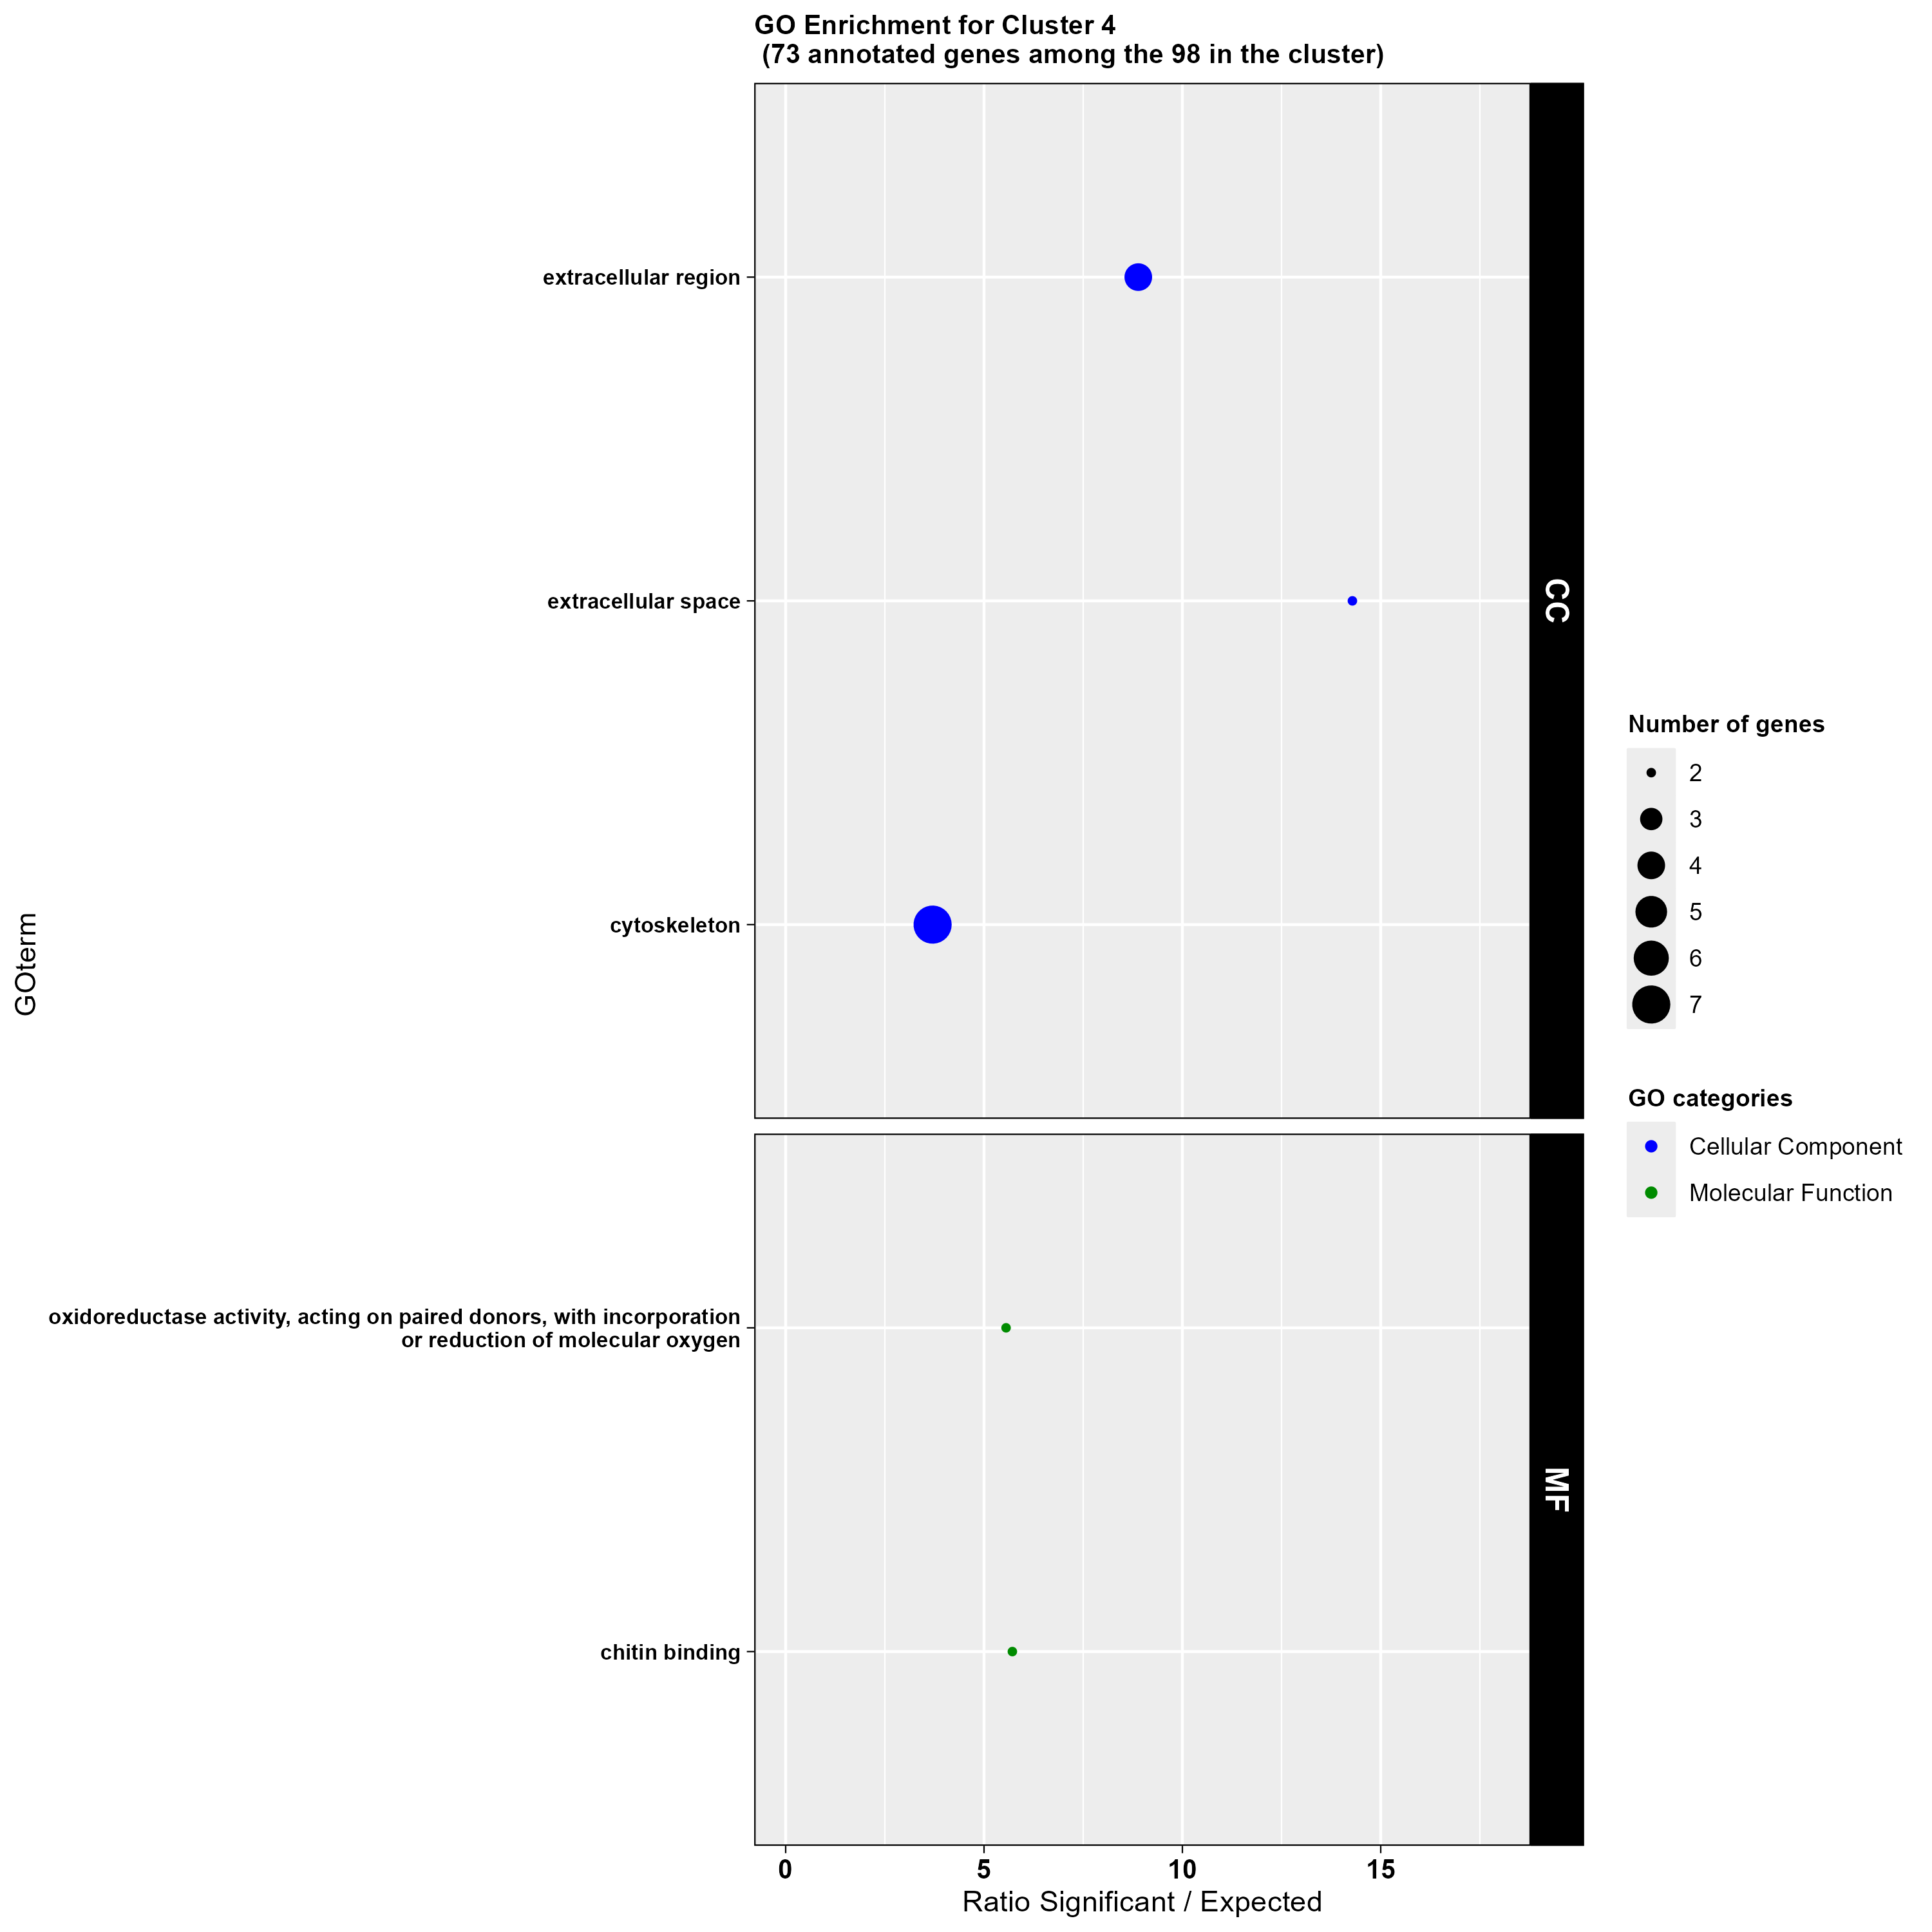 GO Enrichment for Cluster 4
(73 annotated genes among the 98 in the cluster)
GOterm
extracellular region
extracellular space
cytoskeleton
CC
oxidoreductase activity, acting on paired donors, with incorporation
or reduction of molecular oxygen
chitin binding
MF
0 5 10 15
Ratio Significant / Expected
Number of genes
2
3
4
5
6
7
GO categories
Cellular Component
Molecular Function